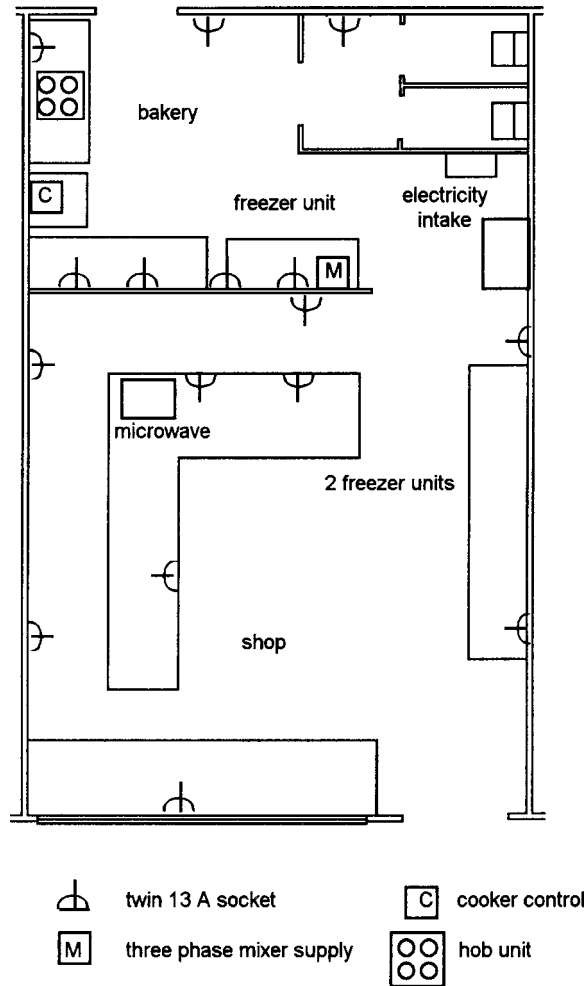 bakery
C
freezer unit
electricity
intake
M
microwave
2 freezer units
shop
twin 13 A socket
C
cooker control
M
three phase mixer supply
hob unit